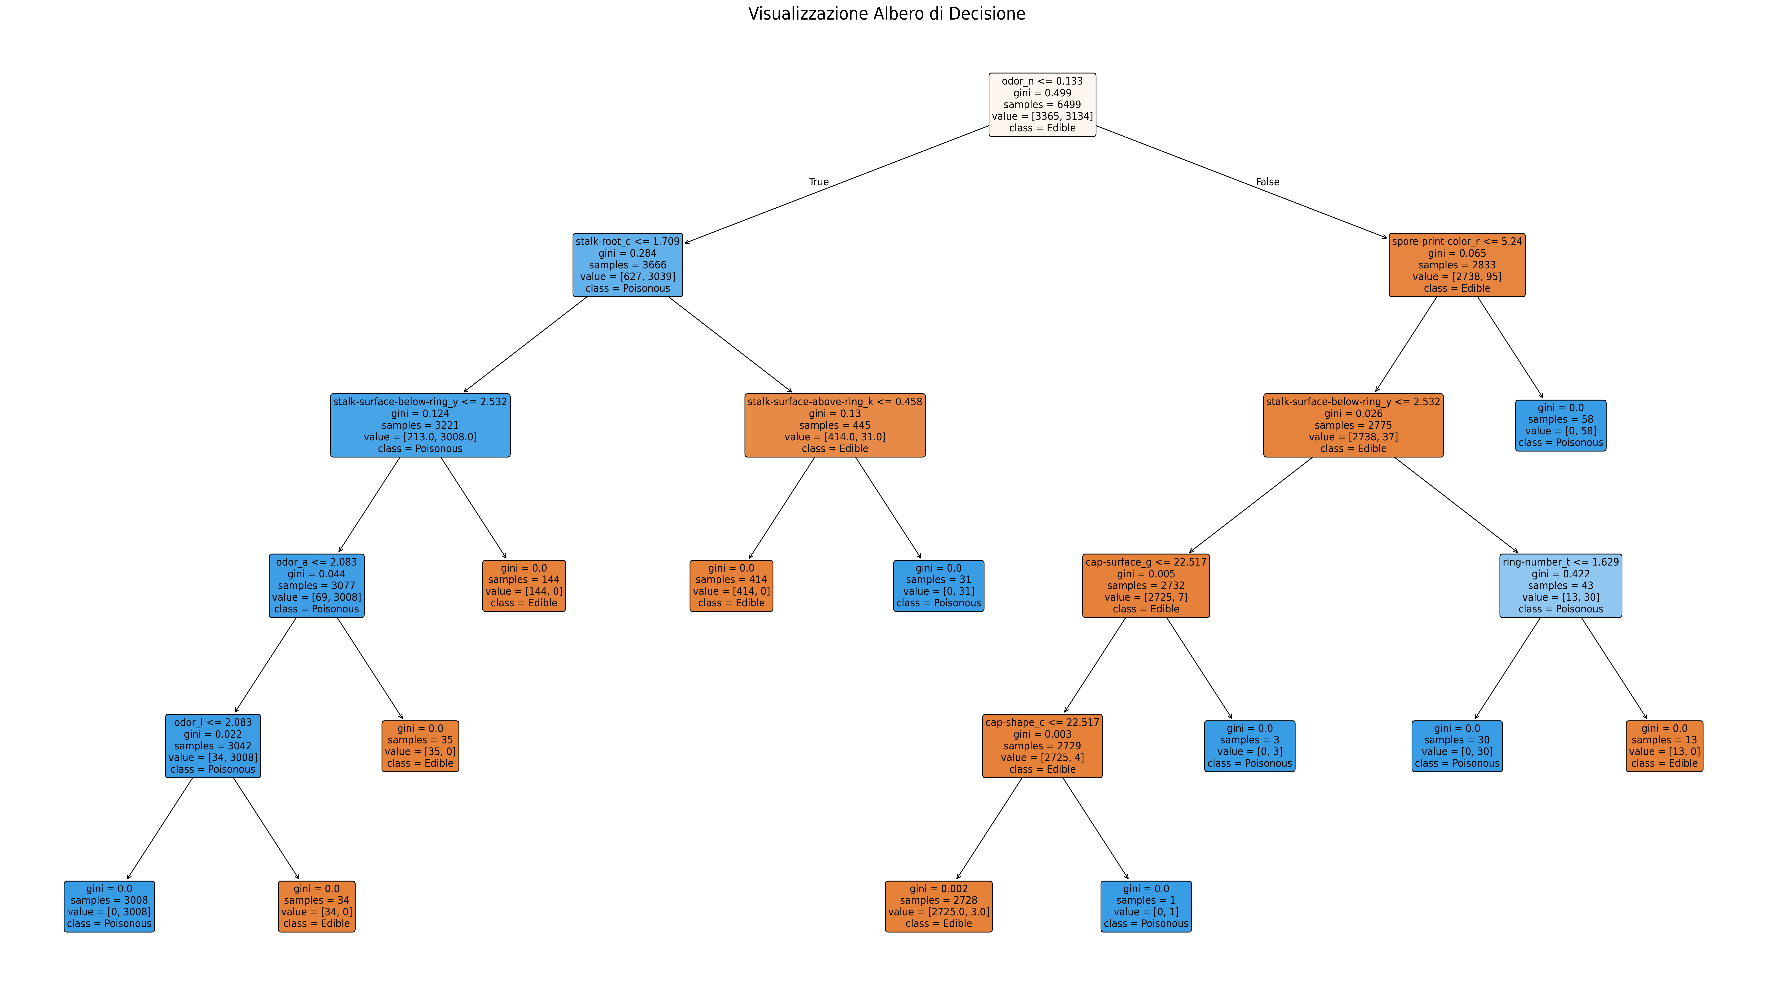 Visualizzazione Albero di Decisione
odor_n <= 0.133
gini = 0.499
samples = 6499
value = [3365, 3134]
class = Edible
True
False
stalk-root_c <= 1.709
gini = 0.284
samples = 3666
value = [627, 3039]
class = Poisonous
spore-print-color_r <= 5.24
gini = 0.065
samples = 2833
value = [2738, 95]
class = Edible
stalk-surface-below-ring_y <= 2.532
gini = 0.124
samples = 3221
value = [213.0, 3008.0]
class = Poisonous
stalk-surface-above-ring_k <= 0.458
gini = 0.13
samples = 445
value = [414.0, 31.0]
class = Edible
stalk-surface-below-ring_y <= 2.532
gini = 0.026
samples = 2775
value = [2738, 37]
class = Edible
gini = 0.0
samples = 58
value = [0, 58]
class = Poisonous
odor_a <= 2.083
gini = 0.044
samples = 3077
value = [69, 3008]
class = Poisonous
gini = 0.0
samples = 144
value = [144, 0]
class = Edible
gini = 0.0
samples = 414
value = [414, 0]
class = Edible
gini = 0.0
samples = 31
value = [0, 31]
class = Poisonous
cap-surface_g <= 22.517
gini = 0.005
samples = 2732
value = [2725, 7]
class = Edible
ring-number_t <= 1.629
gini = 0.422
samples = 43
value = [13, 30]
class = Poisonous
odor_l <= 2.083
gini = 0.022
samples = 3042
value = [34, 3008]
class = Poisonous
gini = 0.0
samples = 35
value = [35, 0]
class = Edible
cap-shape_c <= 22.517
gini = 0.003
samples = 2729
value = [2725, 4]
class = Edible
gini = 0.0
samples = 3
value = [0, 3]
class = Poisonous
gini = 0.0
samples = 30
value = [0, 30]
class = Poisonous
gini = 0.0
samples = 13
value = [13, 0]
class = Edible
gini = 0.0
samples = 3008
value = [0, 3008]
class = Poisonous
gini = 0.0
samples = 34
value = [34, 0]
class = Edible
gini = 0.002
samples = 2728
value = [2725.0, 3.0]
class = Edible
gini = 0.0
samples = 1
value = [0, 1]
class = Poisonous